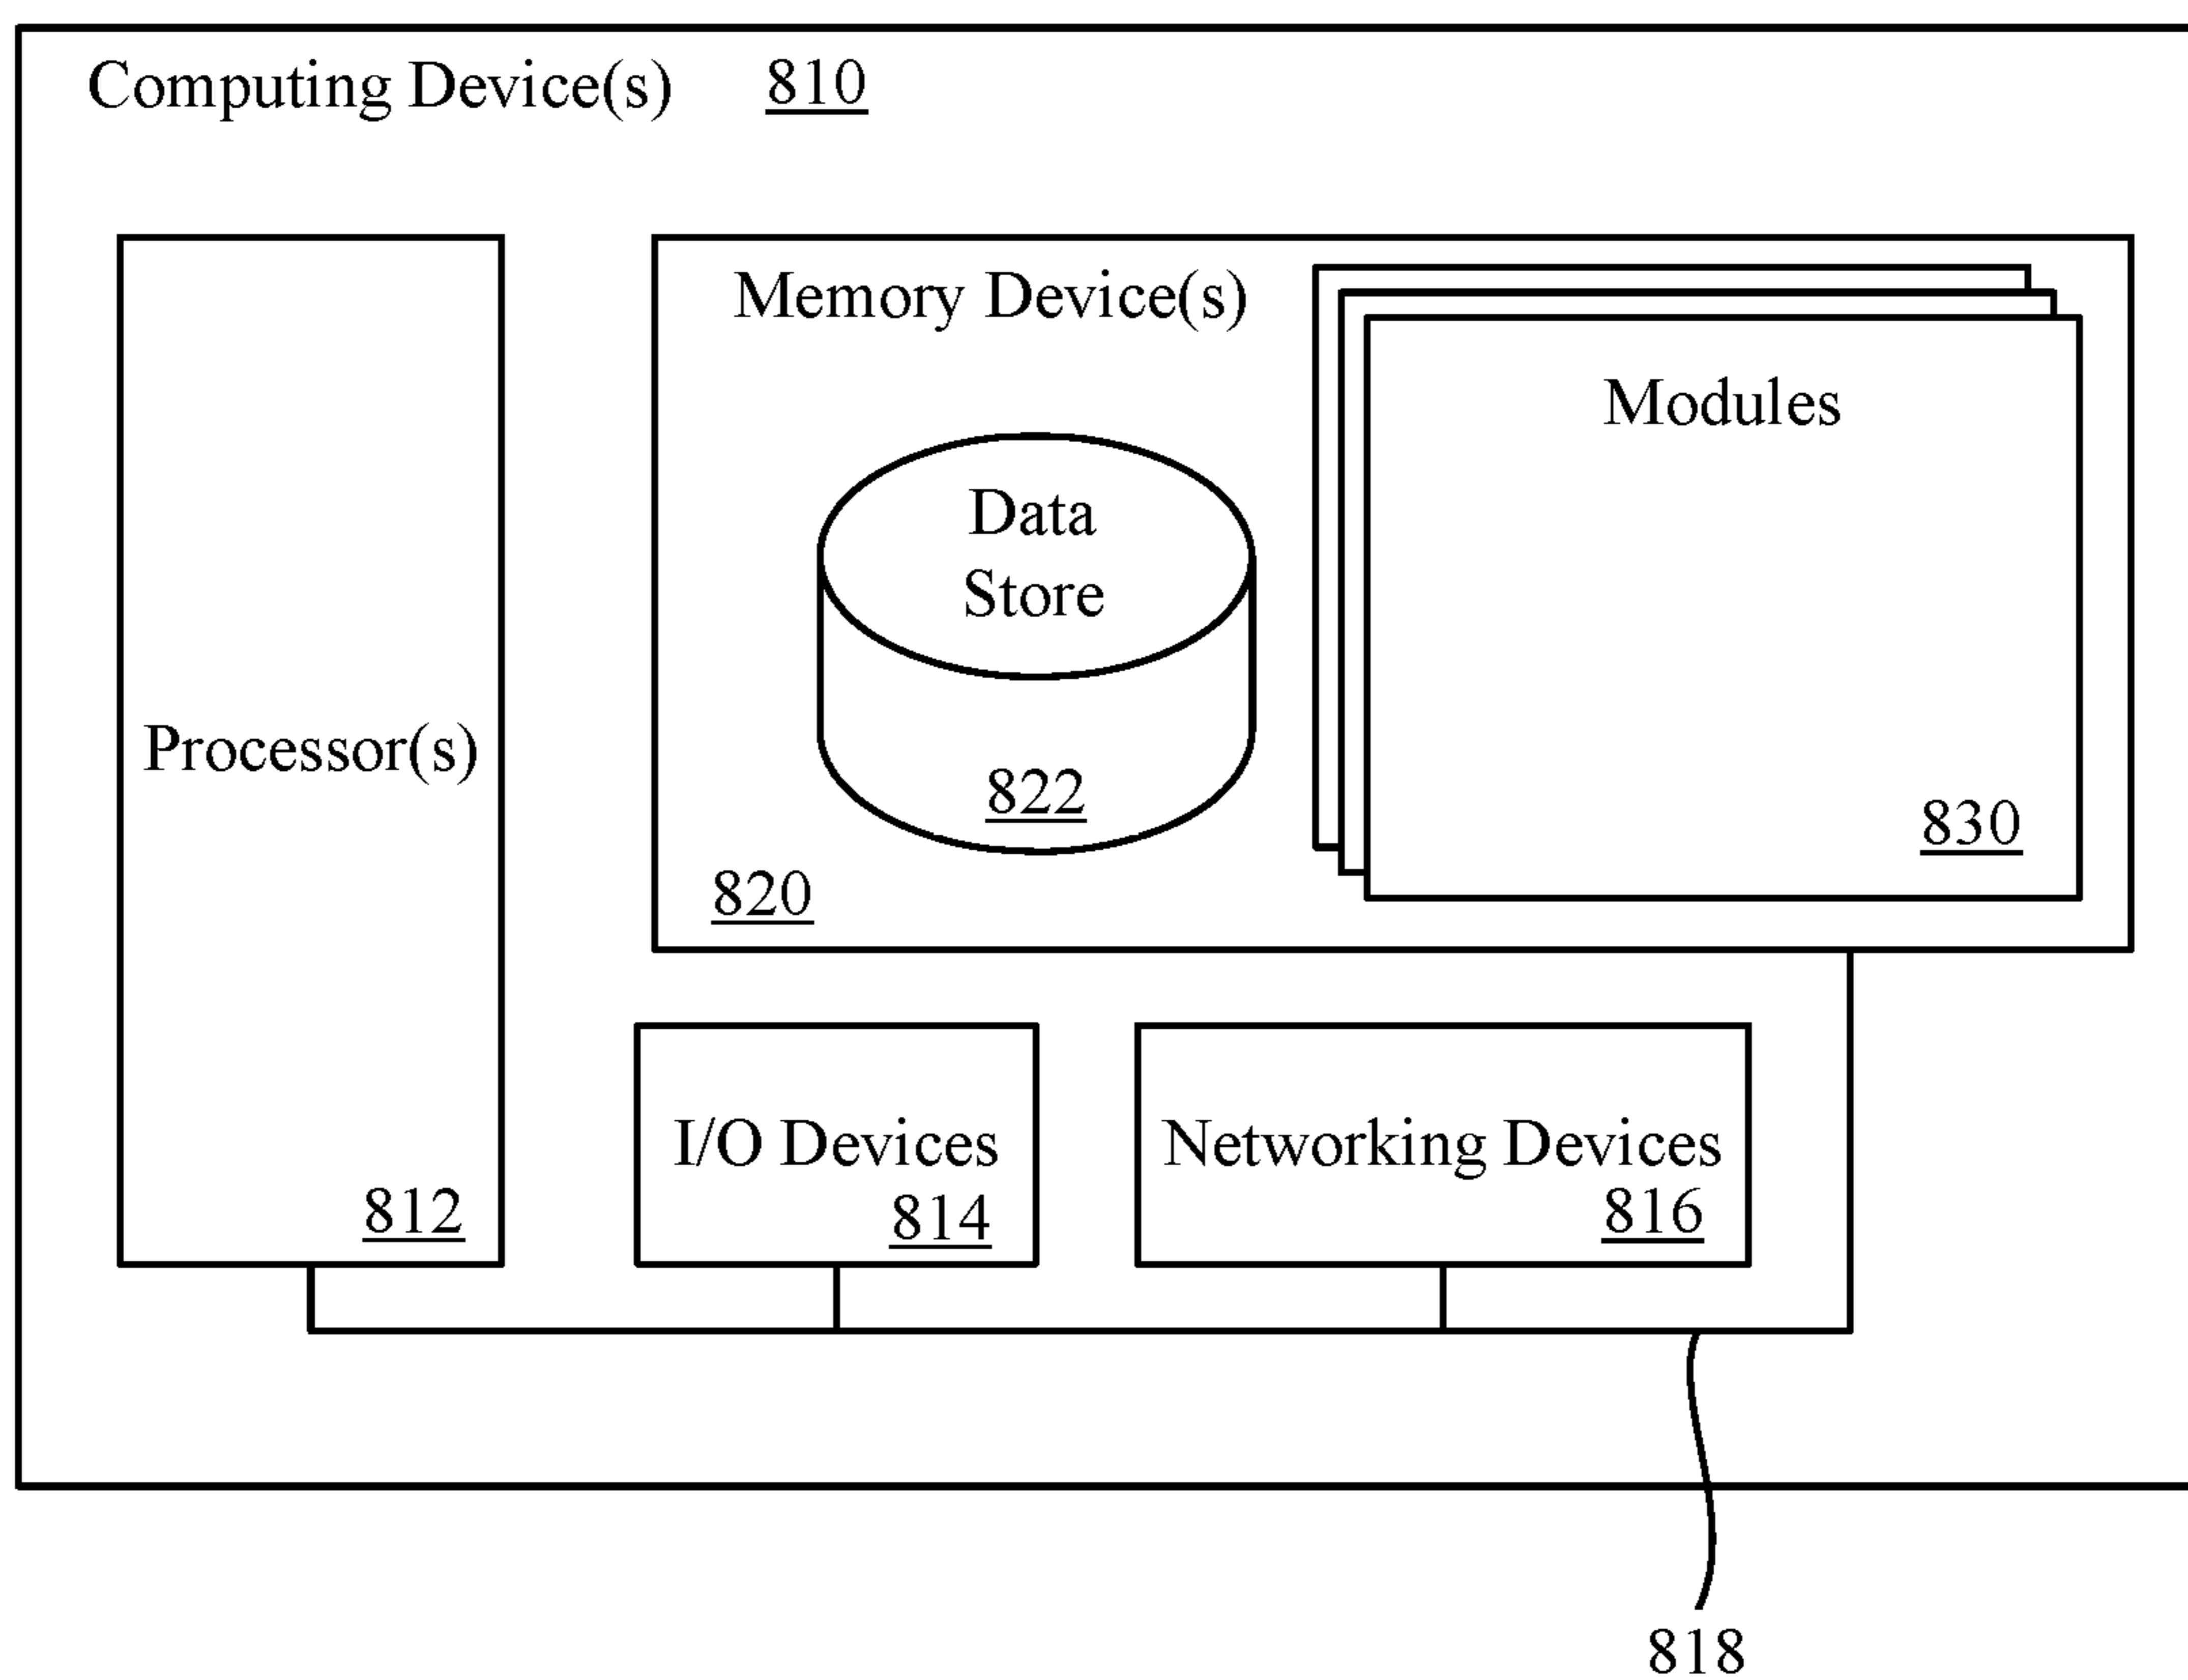 Computing Device(s) 810
Memory Device(s)
Modules
Data
Store
Processor(s)
822
830
820
I/O Devices
Networking Devices
812
814
816
818